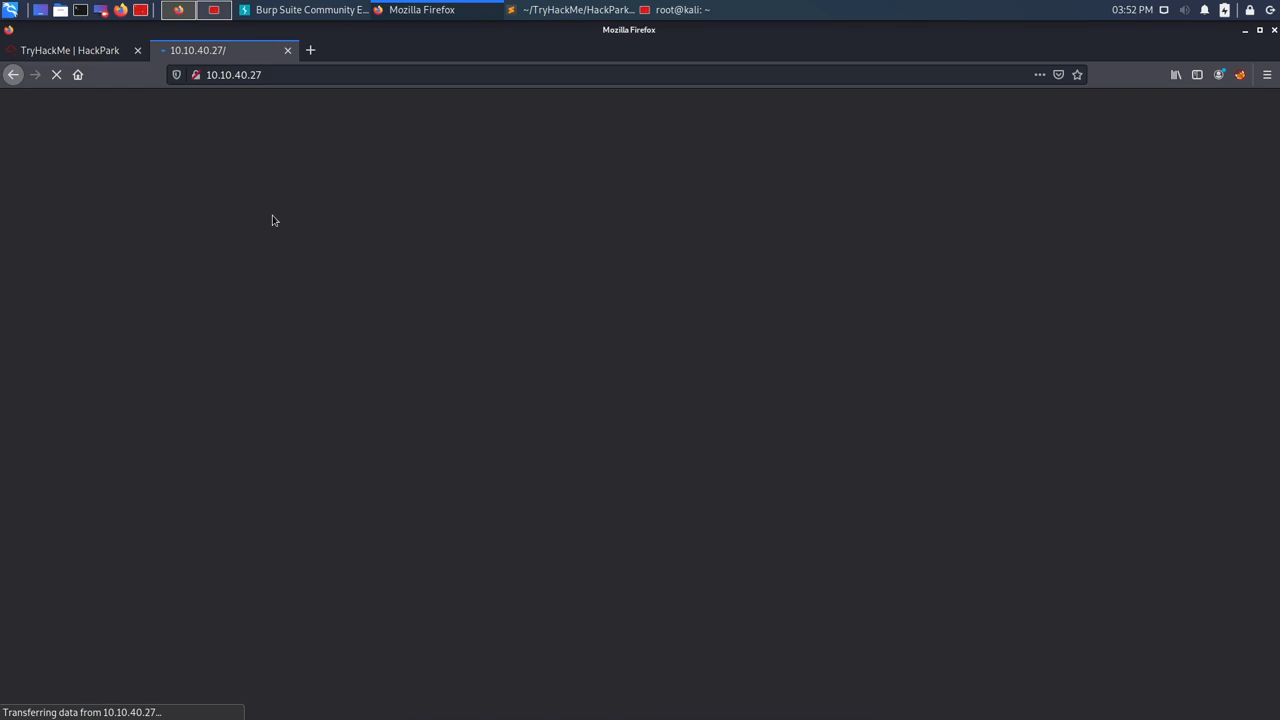 Burp Suite Community E...
Mozilla Firefox
~/TryHackMe/HackPark...
root@kali: ~
03:52 PM
Mozilla Firefox
TryHackMe | HackPark
10.10.40.27/
10.10.40.27
Transferring data from 10.10.40.27...